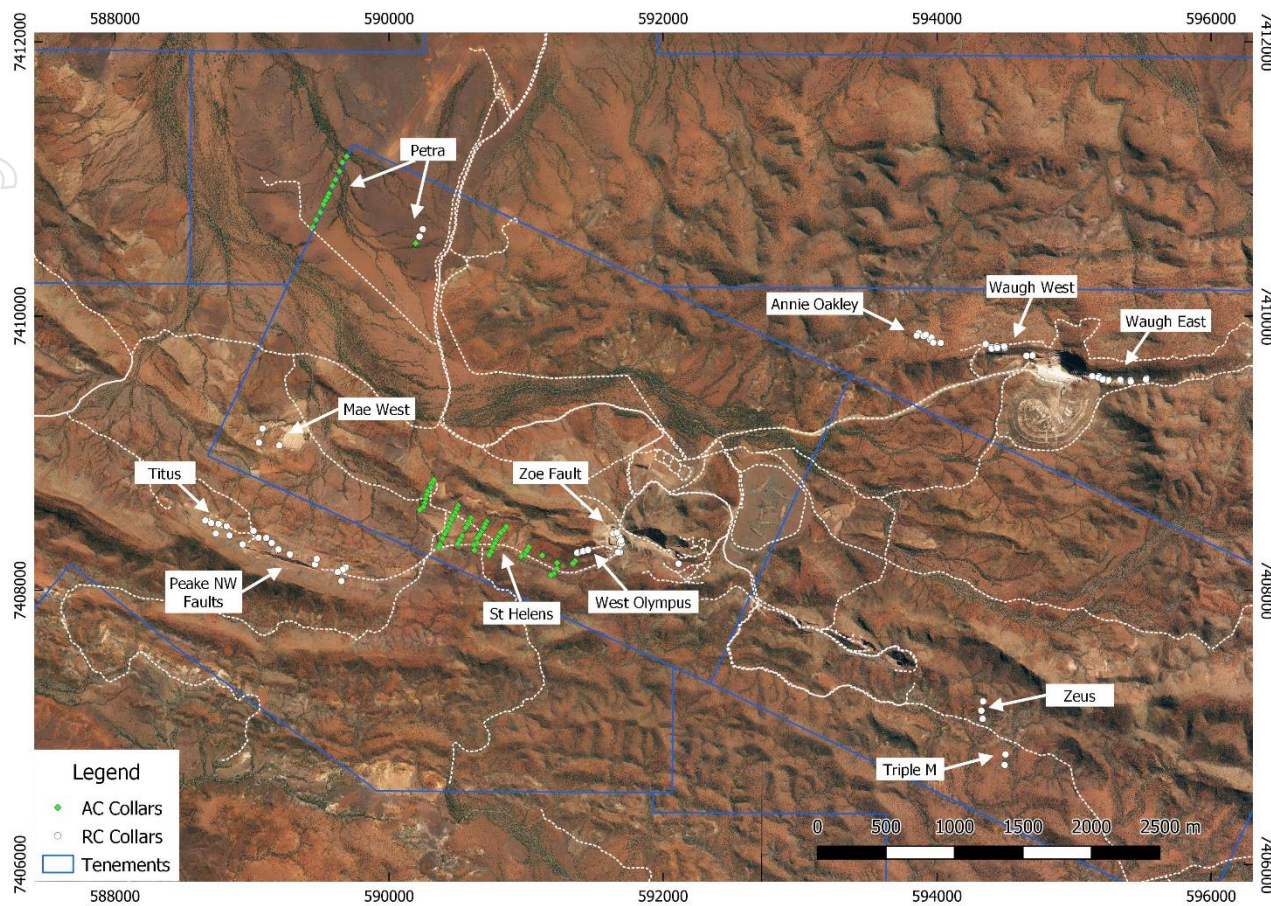 588000
590000
592000
594000
596000
7412000
7412000
Petra
7410000
7410000
Annie Oakley
Waugh West
Waugh East
Mae West
Titus
Zoe Fault
Peake NW
Faults
St Helens
West Olympus
7408000
7408000
Zeus
Triple M
Legend
AC Collars
RC Collars
Tenements
0
500
1000
1500
2000
2500 m
7406000
7406000
588000
590000
592000
594000
596000